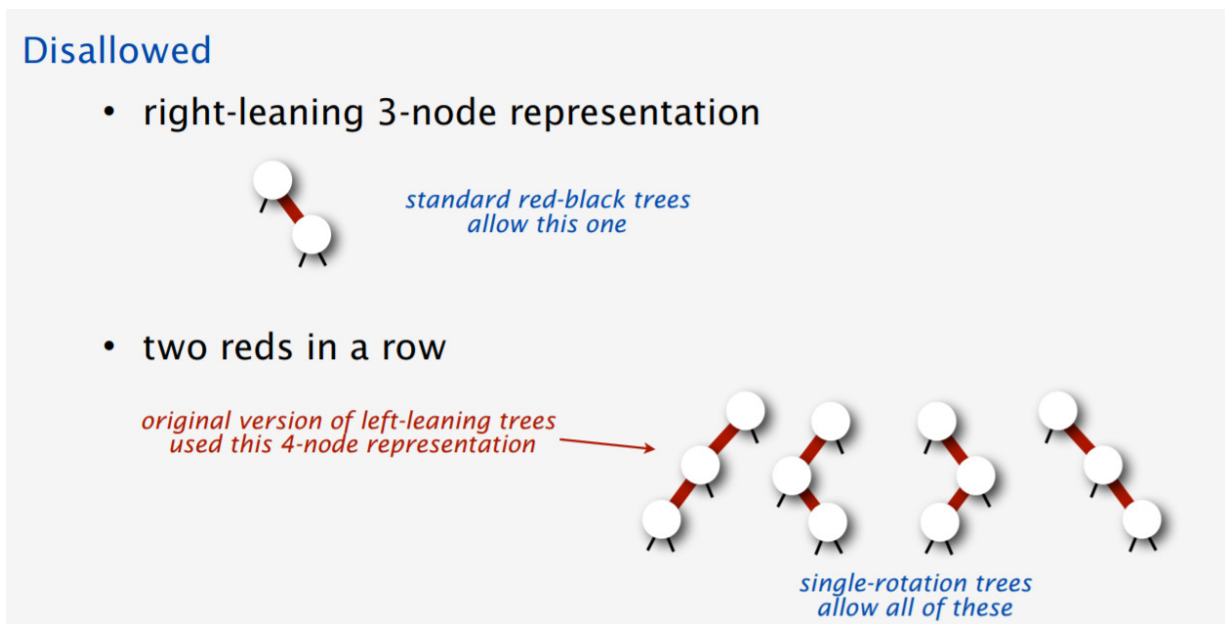 Disallowed
• right-leaning 3-node representation
standard red-black trees
allow this one
• two reds in a row
original version of left-leaning trees
used this 4-node representation
single-rotation trees
allow all of these